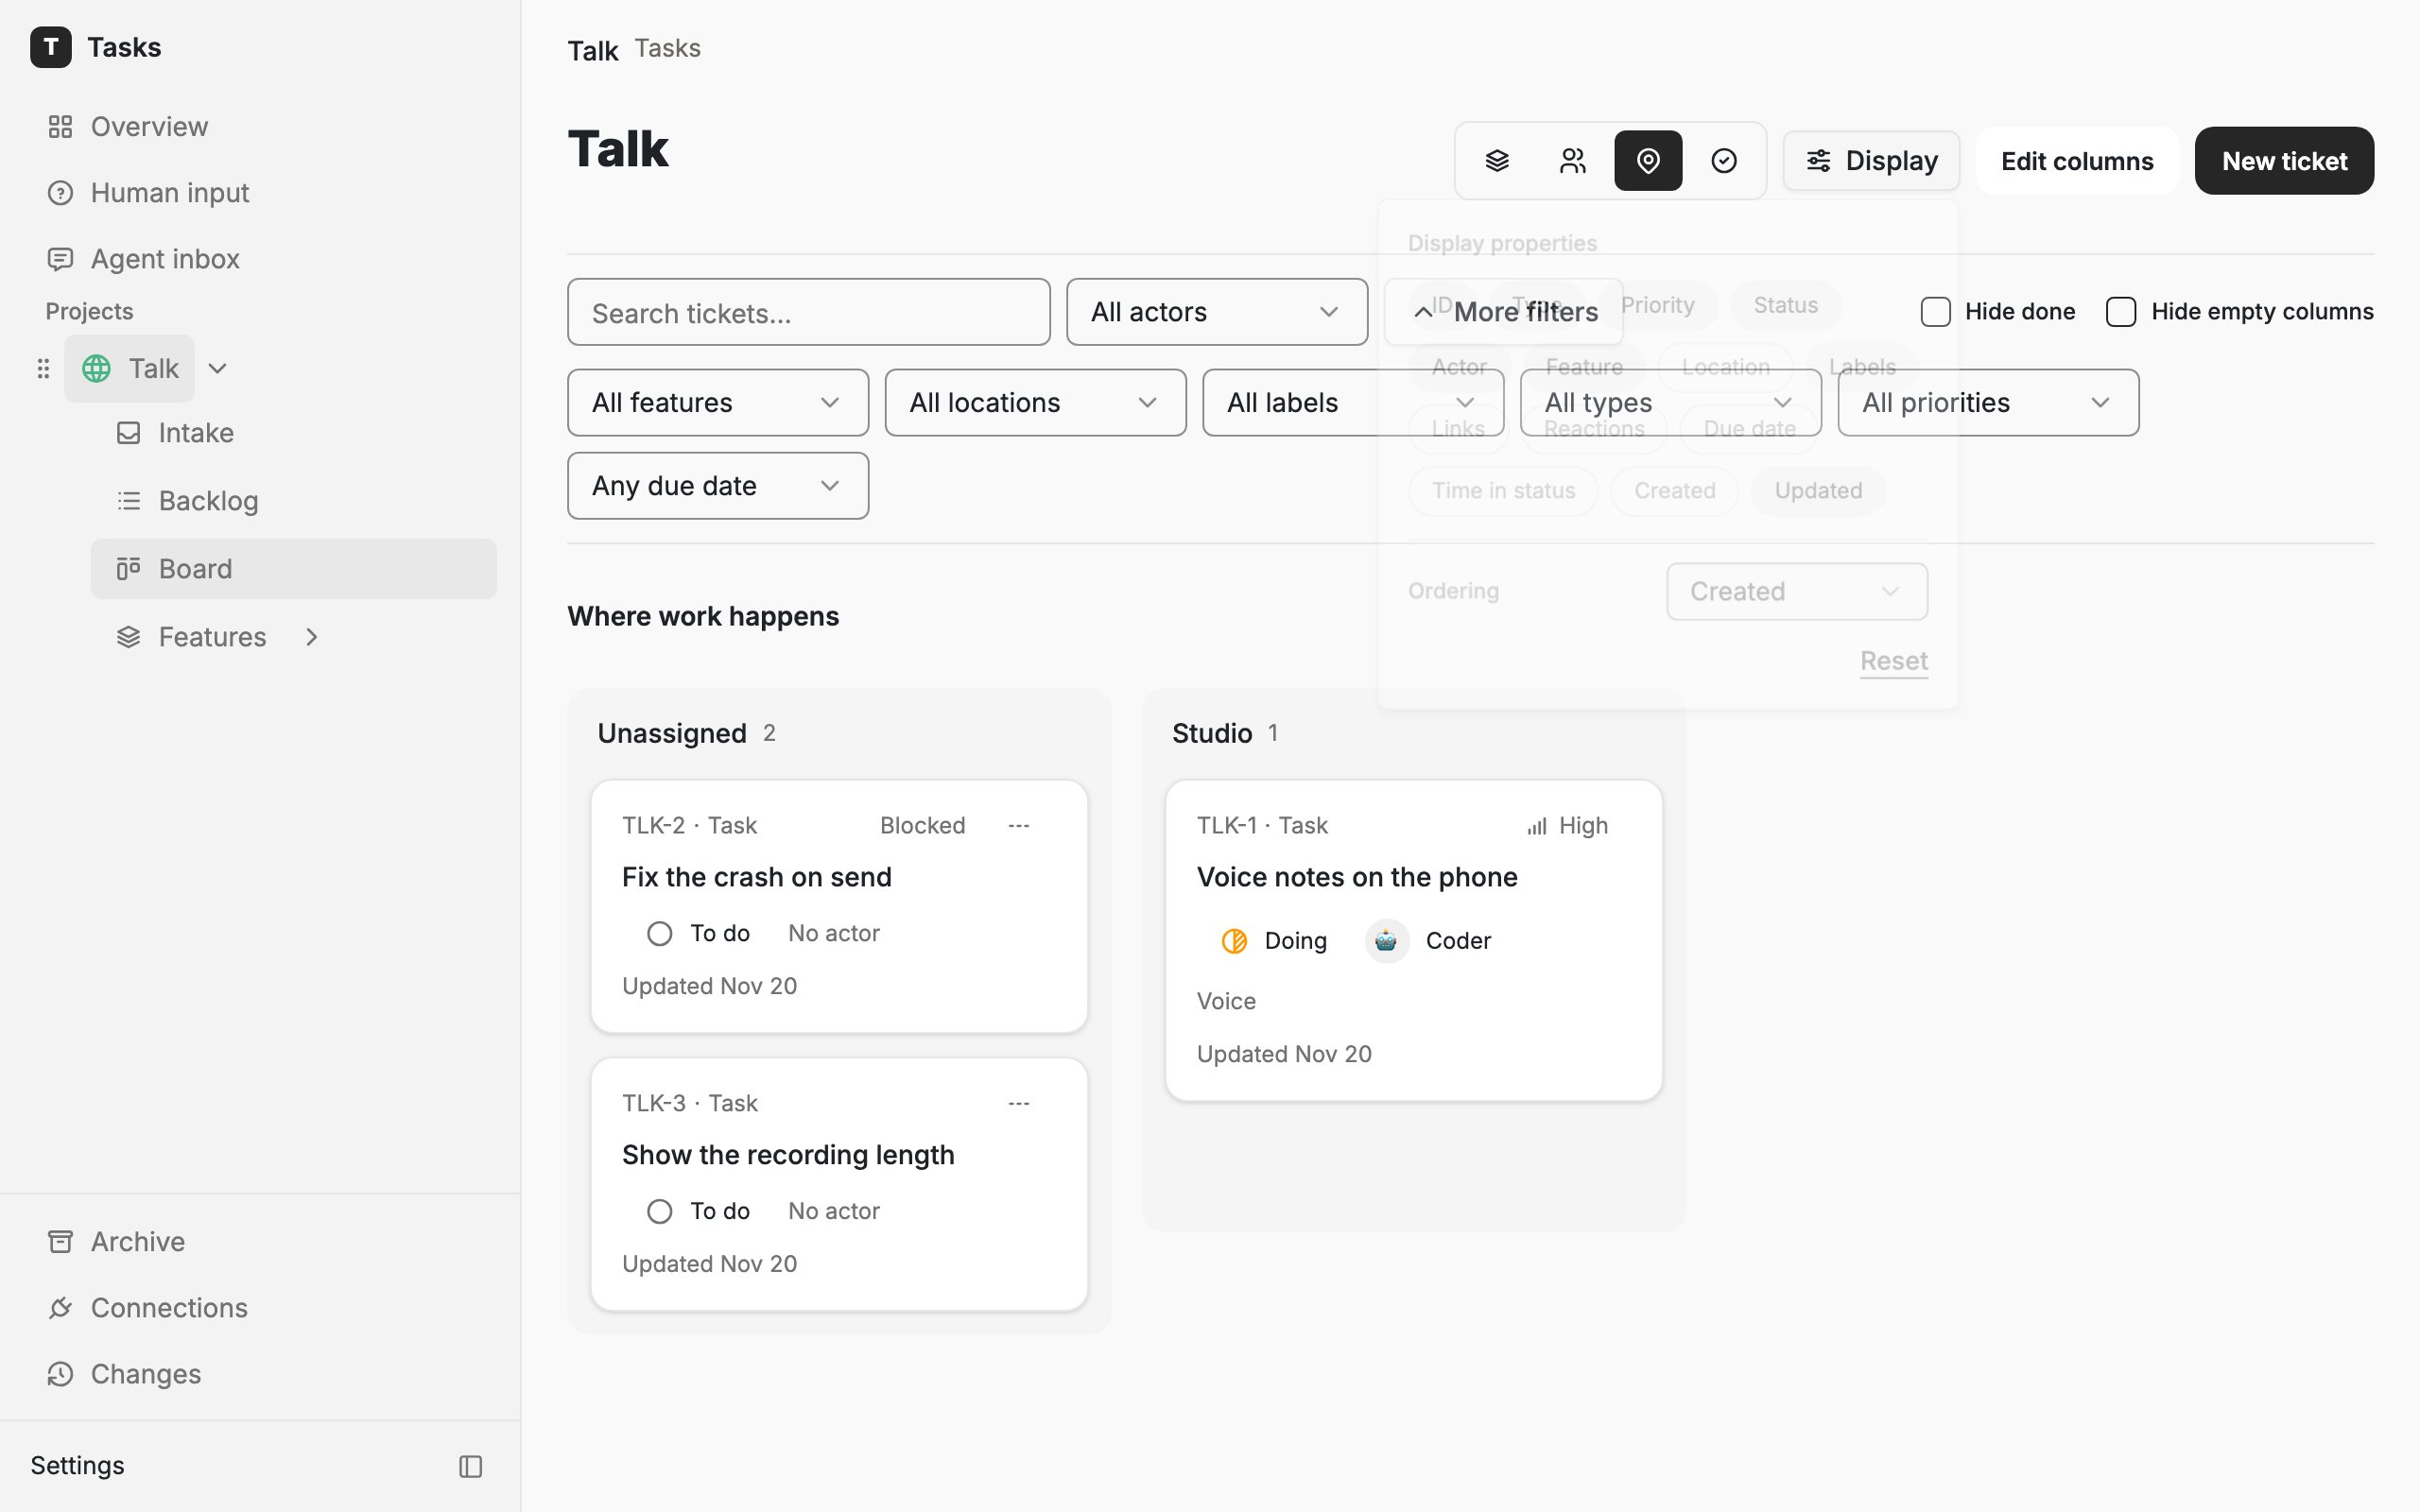 T Tasks
Overview
Human input
Agent inbox
Projects
Talk
Intake
Backlog
Board
Features
Archive
Connections
Changes
Settings
Talk Tasks
Talk
Display
Edit columns
New ticket
Search tickets...
All actors
More filters
Hide done
Hide empty columns
All features
All locations
All labels
All types
All priorities
Any due date
Display properties
ID Type Priority Status
Actor Feature Location Labels
Links Reactions Due date
Time in status Created Updated
Ordering Created
Reset
Where work happens
Unassigned 2
TLK-2 · Task Blocked
Fix the crash on send
To do No actor
Updated Nov 20
TLK-3 · Task
Show the recording length
To do No actor
Updated Nov 20
Studio 1
TLK-1 · Task High
Voice notes on the phone
Doing Coder
Voice
Updated Nov 20